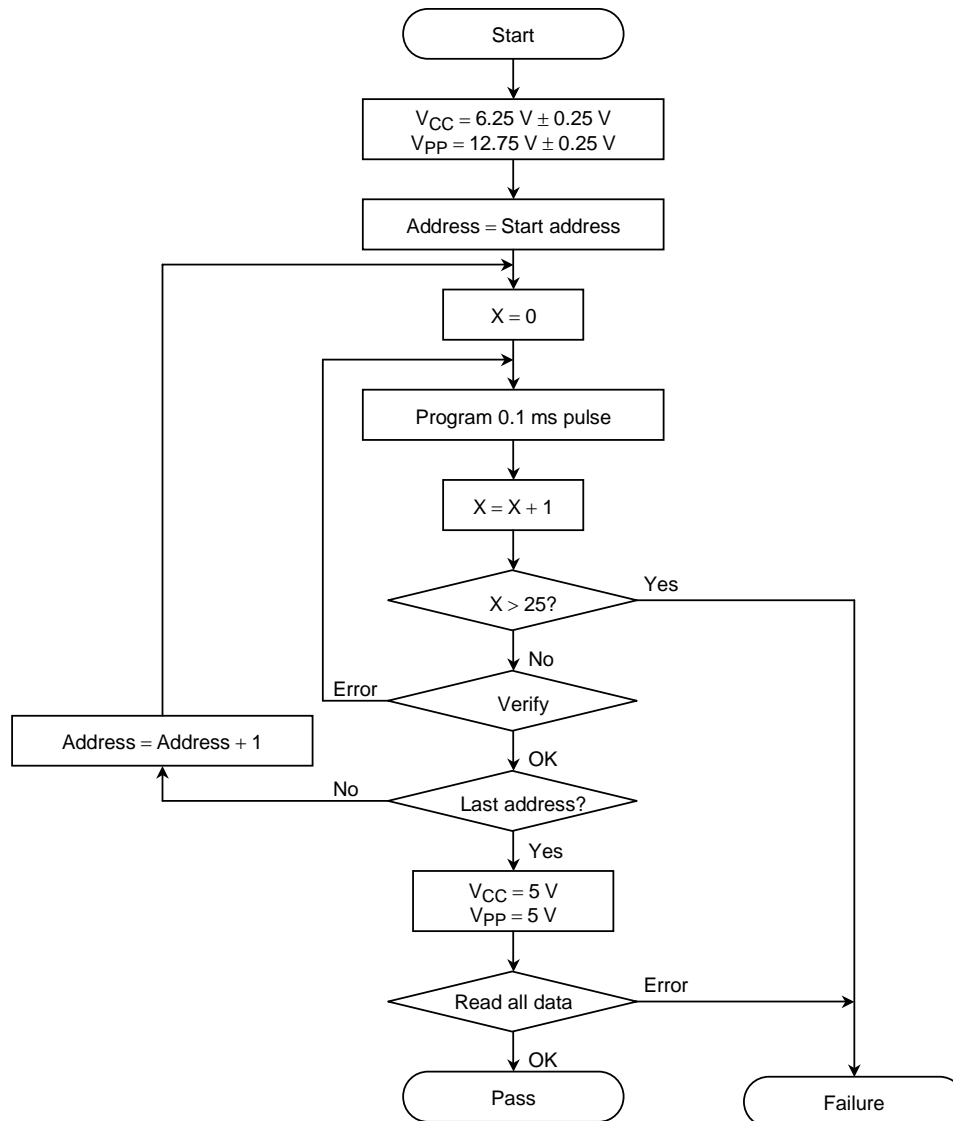 Start
VCC = 6.25 V ± 0.25 V
VPP = 12.75 V ± 0.25 V
Address = Start address
X = 0
Program 0.1 ms pulse
X = X + 1
X > 25?
Yes
No
Error
Verify
Address = Address + 1
OK
No
Last address?
Yes
VCC = 5 V
VPP = 5 V
Read all data
Error
OK
Pass
Failure